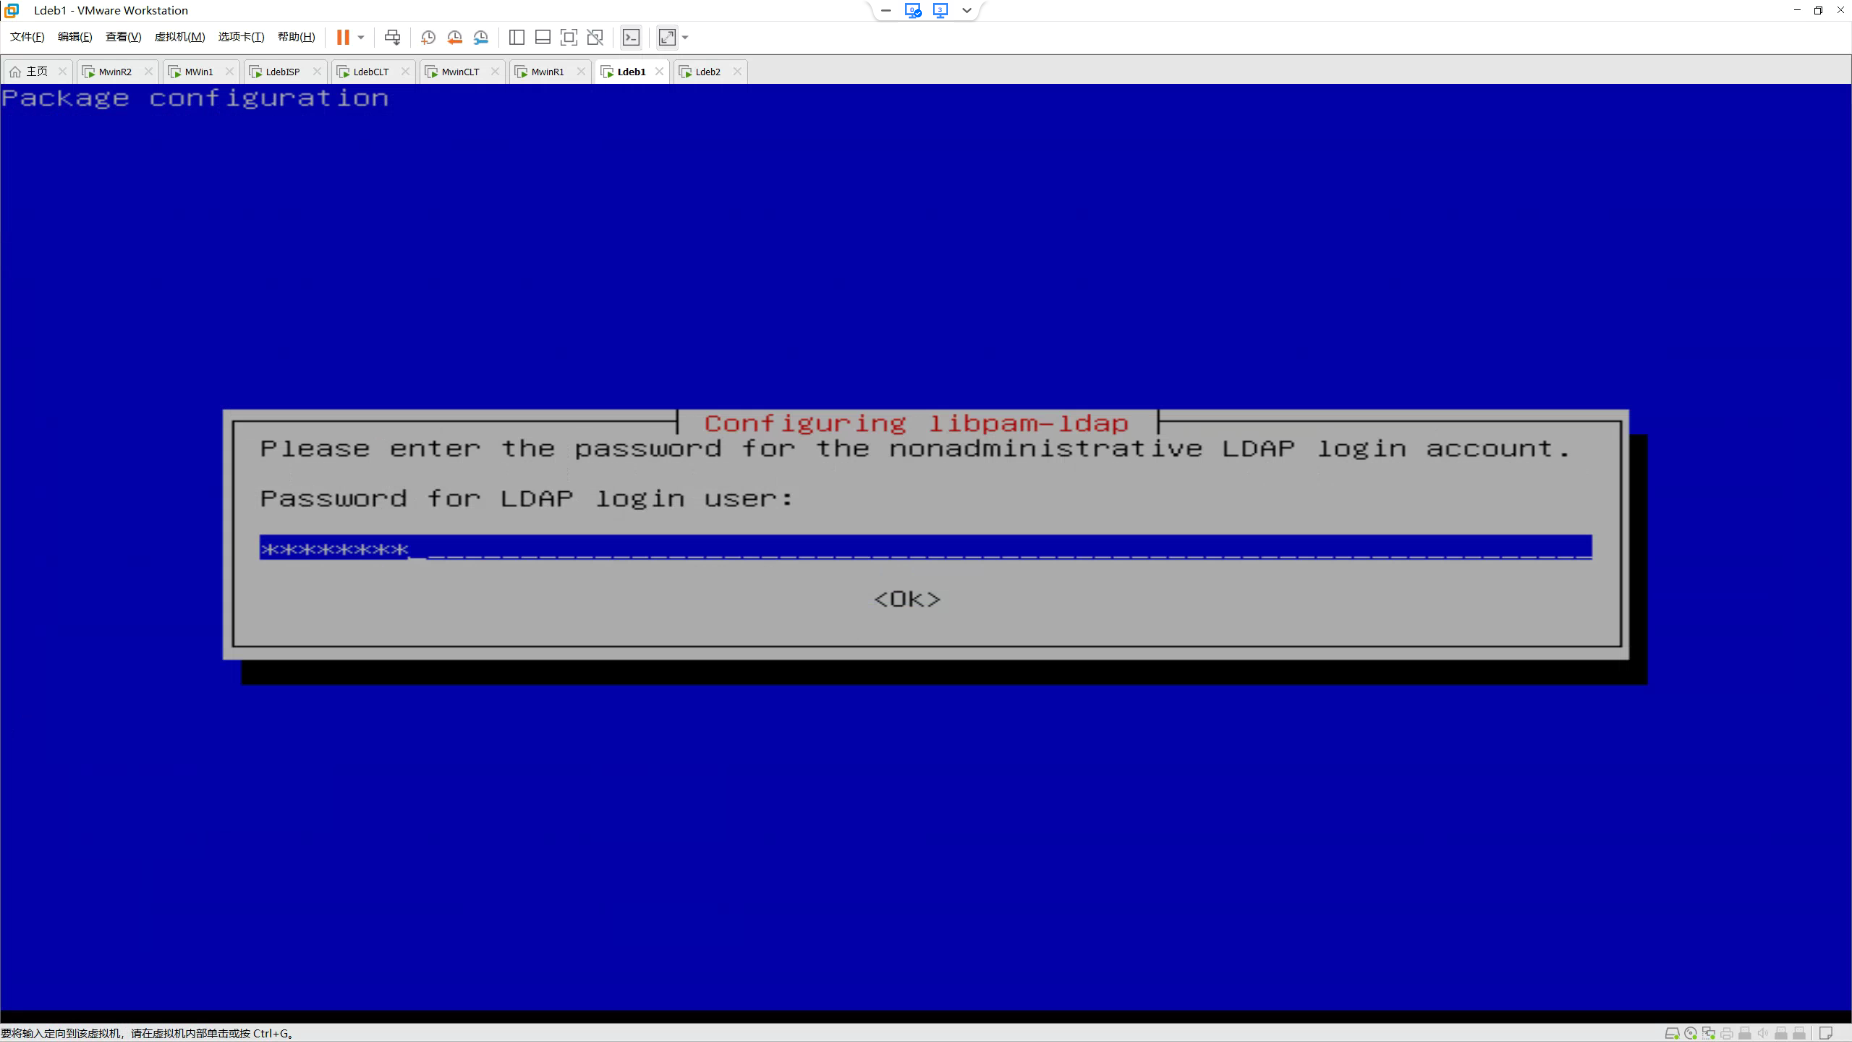 Ldeb1 - VMware Workstation
文件(F) 编辑(E) 查看(V) 虚拟机(M) 选项卡(T) 帮助(H)
主页 MwinR2 MWin1 LdebISP LdebCLT MwinCLT MwinR1 Ldeb1 Ldeb2
Package configuration
Configuring libpam-ldap
Please enter the password for the nonadministrative LDAP login account.
Password for LDAP login user:
********
<Ok>
要将输入定向到该虚拟机，请在虚拟机内部单击或按 Ctrl+G。